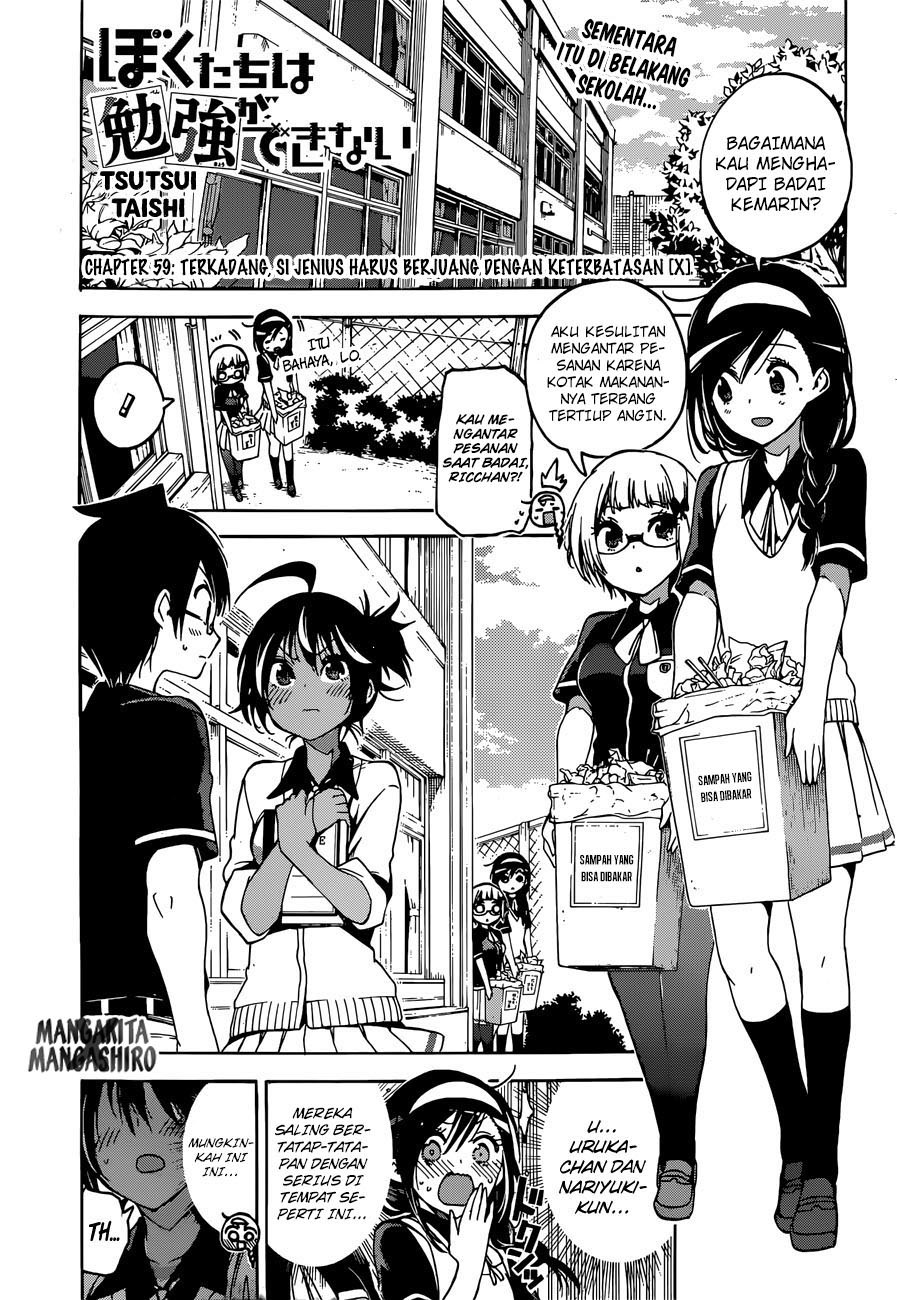 ぼくたちは
勉強が
できない
TSUTSUI
TAISHI
SEMENTARA
ITU DI BELAKANG
SEKOLAH...
CHAPTER 59: TERKADANG, SI JENIUS HARUS BERJUANG DENGAN KETERBATASAN [X]
BAGAIMANA
KAU MENGHA-
DAPI BADAI
KEMARIN?
AKU KESULITAN
MENGANTAR PE-
SANAN KARENA
KOTAK MAKANAN-
NYA TERBANG
TERTIUP ANGIN.
KAU ME-
NGANTAR
PESANAN
SAAT BADAI,
RICCHAN?!
ITU
BAHAYA, LO.
!
SAMPAH YANG
BISA DIBAKAR
SAMPAH YANG
BISA DIBAKAR
E
MANGARITA
MANGASHIRO
U...
URUKA-
CHAN DAN
NARIYUKI-
KUN...
ドクンッ
MEREKA
SALING BER-
TATAP-TATA-
PAN DENGAN
SERIUS DI
TEMPAT SE-
PERTI INI...
MUNGKIN-
KAH INI
INI...
TH...